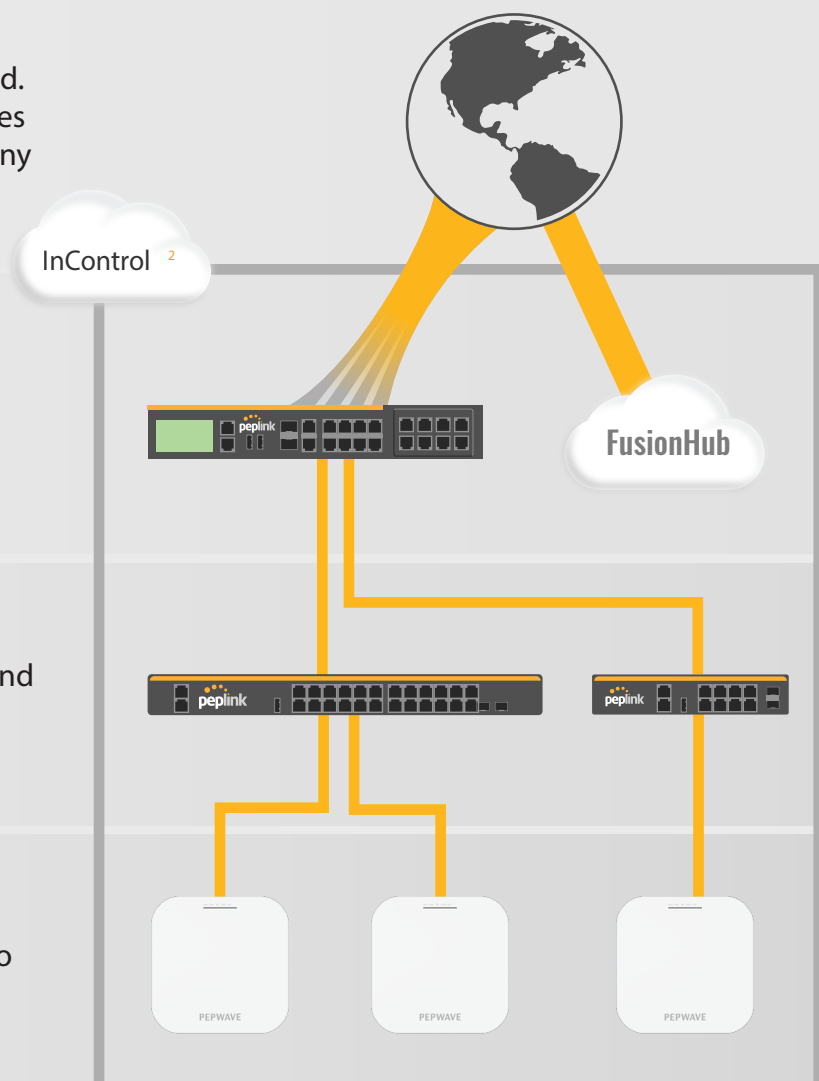 d.
es
ny
InControl 2
peplink
FusionHub
nd
peplink
peplink
o
PEPWAVE
PEPWAVE
PEPWAVE